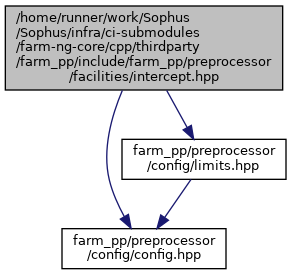 /home/runner/work/Sophus
/Sophus/infra/ci-submodules
/farm-ng-core/cpp/thirdparty
/farm_pp/include/farm_pp/preprocessor
/facilities/intercept.hpp
farm_pp/preprocessor
/config/limits.hpp
farm_pp/preprocessor
/config/config.hpp